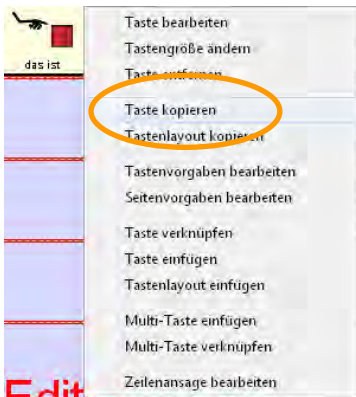 das ist
Taste bearbeiten
Tastengröße ändern
Taste entfernen
Taste kopieren
Tastenlayout kopieren
Tastenvorgaben bearbeiten
Seitenvorgaben bearbeiten
Taste verknüpfen
Taste einfügen
Tastenlayout einfügen
Multi-Taste einfügen
Multi-Taste verknüpfen
Zeilenansage bearbeiten
Edit